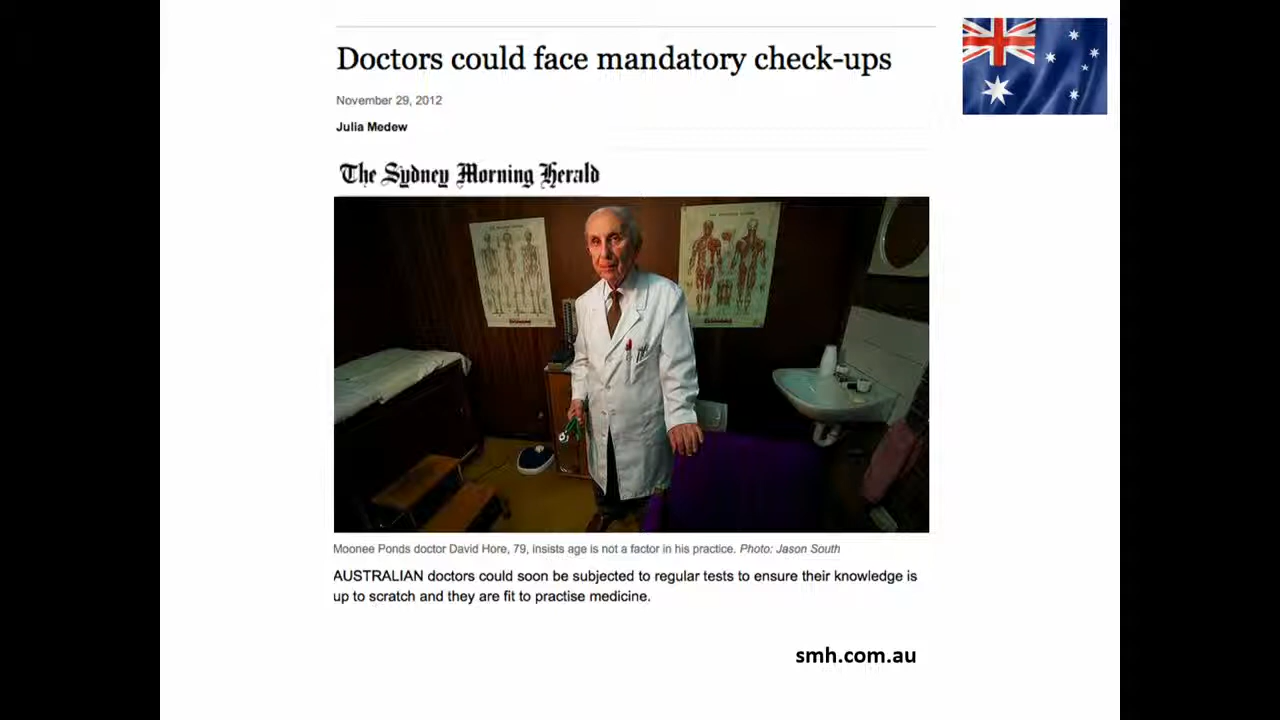 Doctors could face mandatory check-ups
November 29, 2012
Julia Medew
The Sydney Morning Herald
Moonee Ponds doctor David Hore, 79, insists age is not a factor in his practice. Photo: Jason South
AUSTRALIAN doctors could soon be subjected to regular tests to ensure their knowledge is
up to scratch and they are fit to practise medicine.
smh.com.au